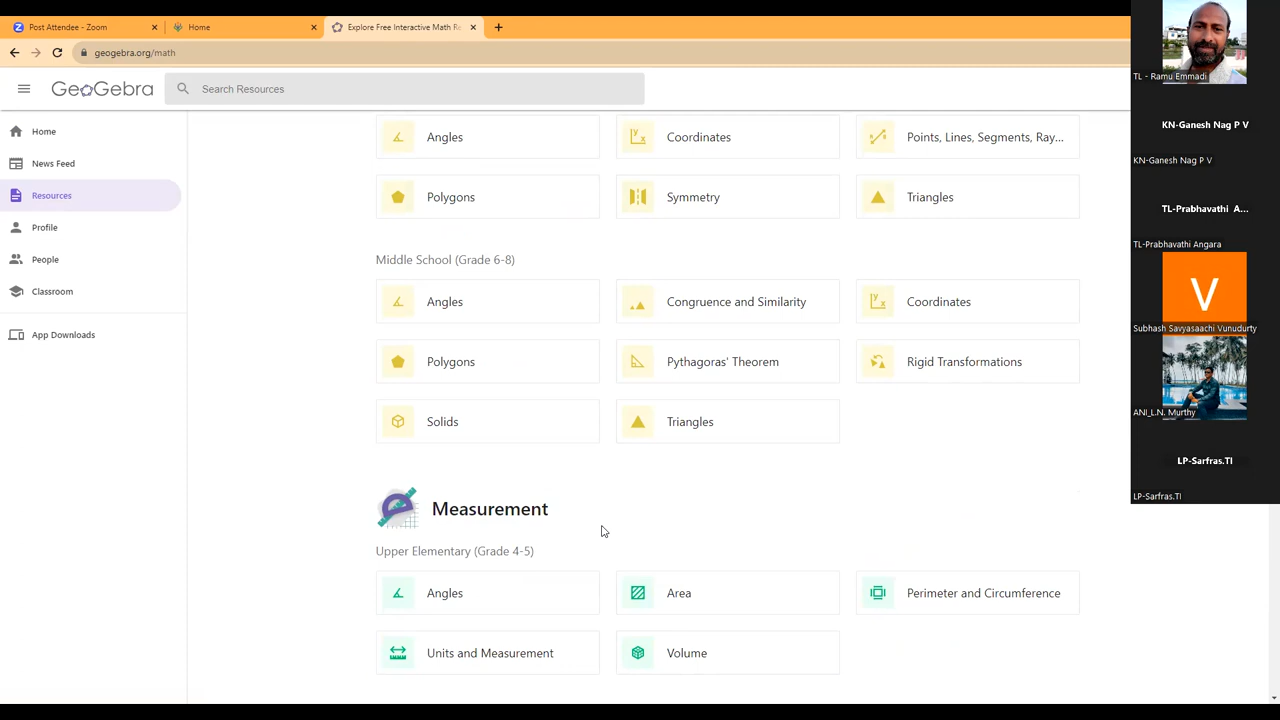 Post Attendee - Zoom
Home
Explore Free Interactive Math Re
geogebra.org/math
GeoGebra
Search Resources
Home
News Feed
Resources
Profile
People
Classroom
App Downloads
Angles
Coordinates
Points, Lines, Segments, Ray...
Polygons
Symmetry
Triangles
Middle School (Grade 6-8)
Angles
Congruence and Similarity
Coordinates
Polygons
Pythagoras' Theorem
Rigid Transformations
Solids
Triangles
Measurement
Upper Elementary (Grade 4-5)
Angles
Area
Perimeter and Circumference
Units and Measurement
Volume
TL - Ramu Emmadi
KN-Ganesh Nag P V
KN-Ganesh Nag P V
TL-Prabhavathi A...
TL-Prabhavathi Angara
V
Subhash Savyasaachi Vunudurty
ANI_L.N. Murthy
LP-Sarfras.TI
LP-Sarfras.TI